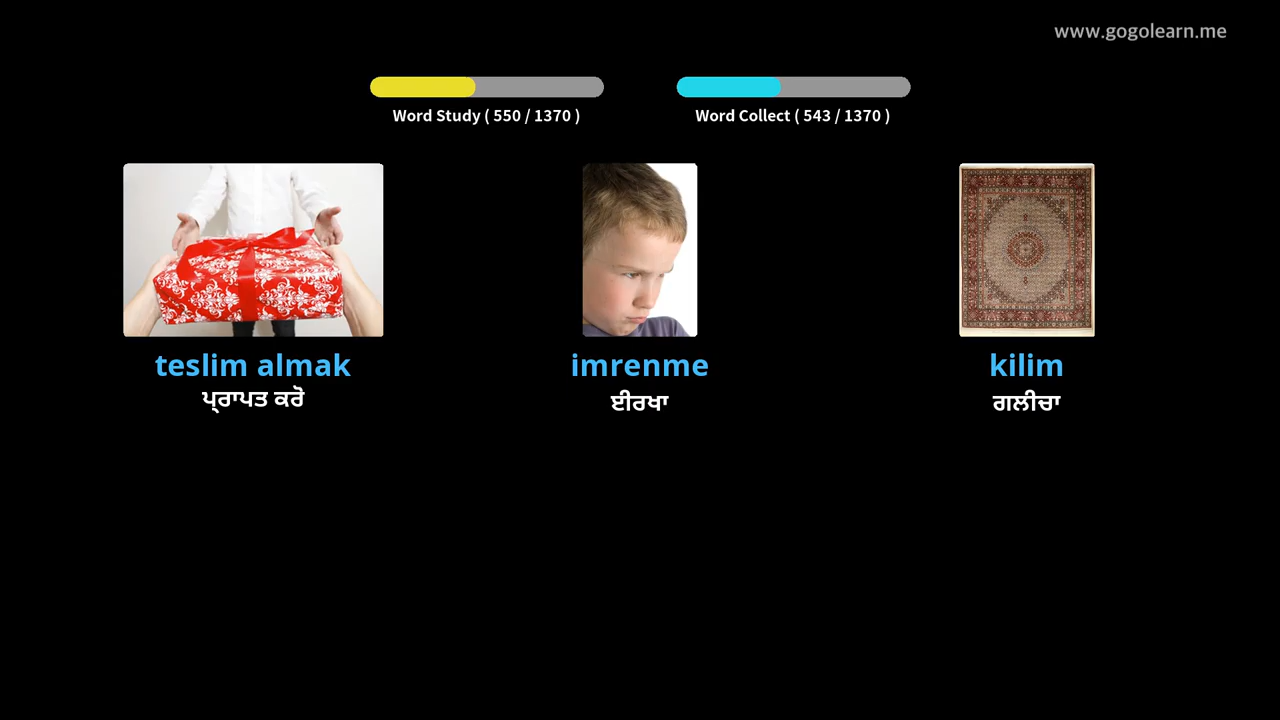 www.gogolearn.me
Word Study ( 550 / 1370 )
Word Collect ( 543 / 1370 )
teslim almak
imrenme
kilim
ਪ੍ਰਾਪਤ ਕਰੋ
ਈਰਖਾ
ਗਲੀਚਾ